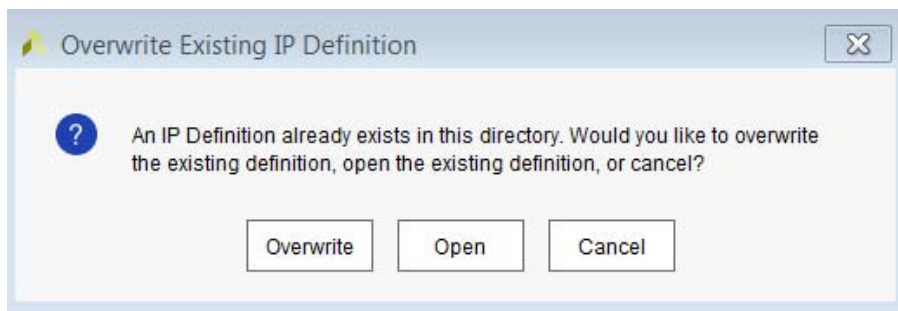 Overwrite Existing IP Definition
An IP Definition already exists in this directory. Would you like to overwrite
the existing definition, open the existing definition, or cancel?
Overwrite Open Cancel